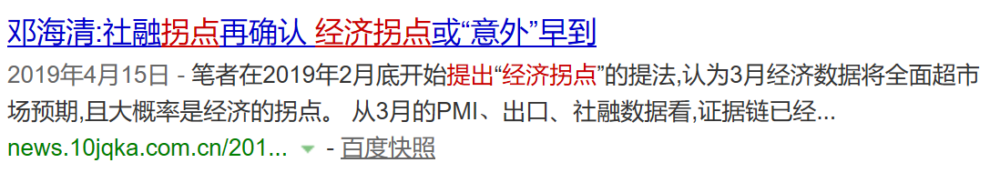 邓海清:社融拐点再确认 经济拐点或“意外”早到
2019年4月15日 - 笔者在2019年2月底开始提出“经济拐点”的提法,认为3月经济数据将全面超市
场预期,且大概率是经济的拐点。 从3月的PMI、出口、社融数据看,证据链已经...
news.10jqka.com.cn/201... - 百度快照